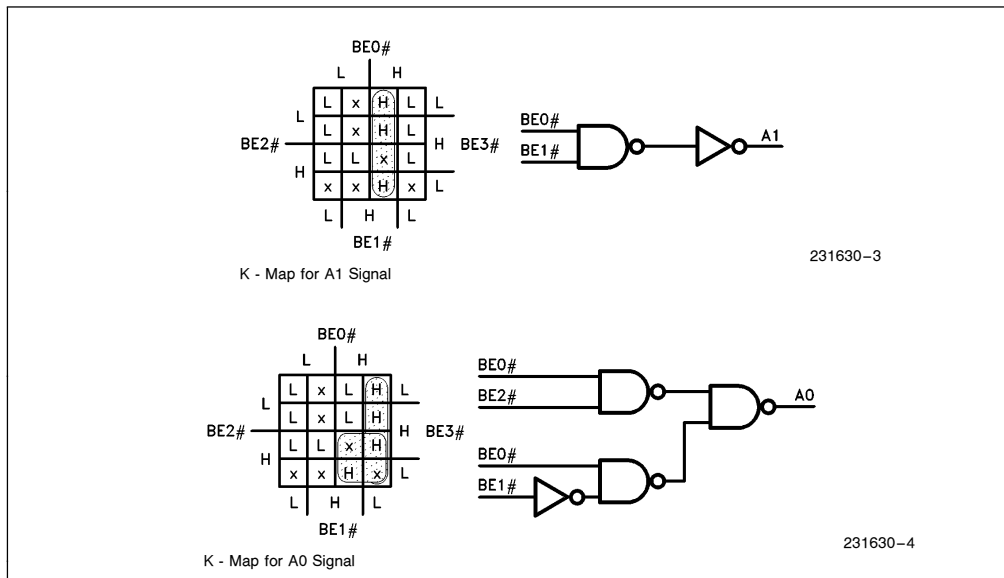 BE0#
L H
L x H L L
L
L x H L
BE2# H BE3#
L L x L
H
x x H x L
L H L
BE1#
K - Map for A1 Signal
BE0#
BE1#
A1
231630-3
BE0#
L H
L x L H L
L
L x L H
BE2# H BE3#
L L x H
H
x x H x L
L H L
BE1#
K - Map for A0 Signal
BE0#
BE2#
A0
BE0#
BE1#
231630-4